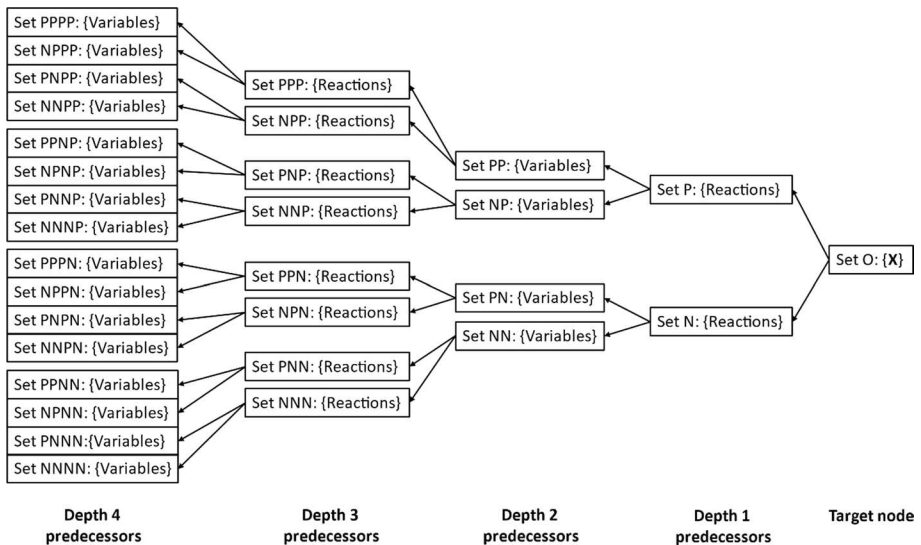 Set PPPP: {Variables}
Set NPPP: {Variables}
Set PNPP: {Variables}
Set NNPP: {Variables}
Set PPNP: {Variables}
Set NPNP: {Variables}
Set PNNP: {Variables}
Set NNNP: {Variables}
Set PPPN: {Variables}
Set NPPN: {Variables}
Set PNPN: {Variables}
Set NNPN: {Variables}
Set PPNN: {Variables}
Set NPNN: {Variables}
Set PNNN:{Variables}
Set NNNN: {Variables}
Set PPP: {Reactions}
Set NPP: {Reactions}
Set PNP: {Reactions}
Set NNP: {Reactions}
Set PPN: {Reactions}
Set NPN: {Reactions}
Set PNN: {Reactions}
Set NNN: {Reactions}
Set PP: {Variables}
Set NP: {Variables}
Set PN: {Variables}
Set NN: {Variables}
Set P: {Reactions}
Set N: {Reactions}
Set O: {X}
Depth 4
predecessors
Depth 3
predecessors
Depth 2
predecessors
Depth 1
predecessors
Target node